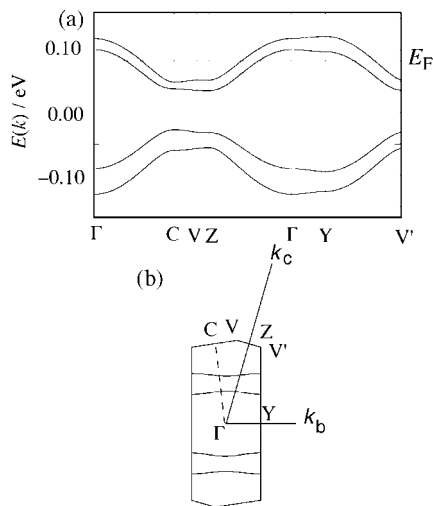 (a)
0.10
E_F
E(k) / eV
0.00
−0.10
Γ C V Z Γ Y V'
(b)
k_c
C V Z
V'
Γ Y k_b